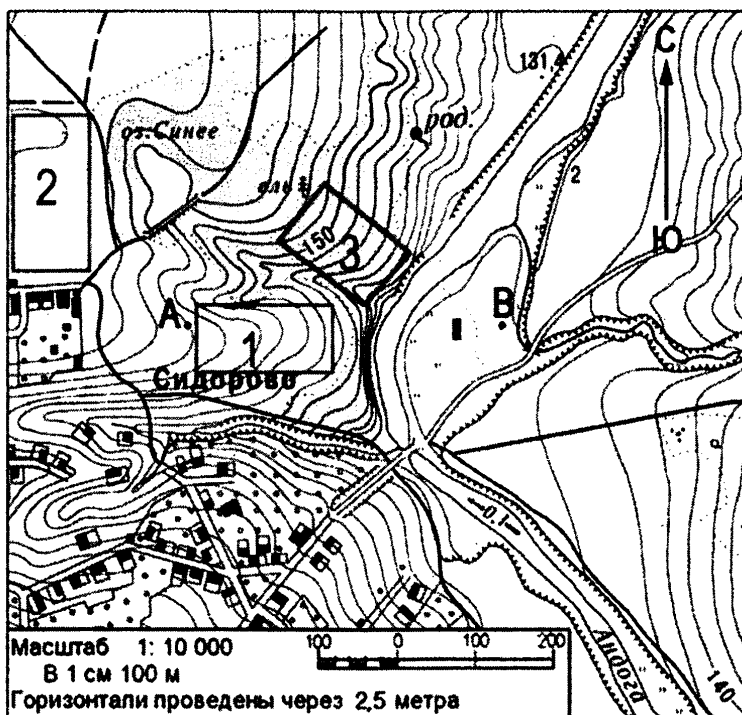 131,4
С
род.
оз. Синее
2
2
ель
Ю
150
3
А
В
1
Сидорово
0,1
Андога
140
Масштаб 1: 10 000
В 1 см 100 м
100 0 100 200
Горизонтали проведены через 2,5 метра